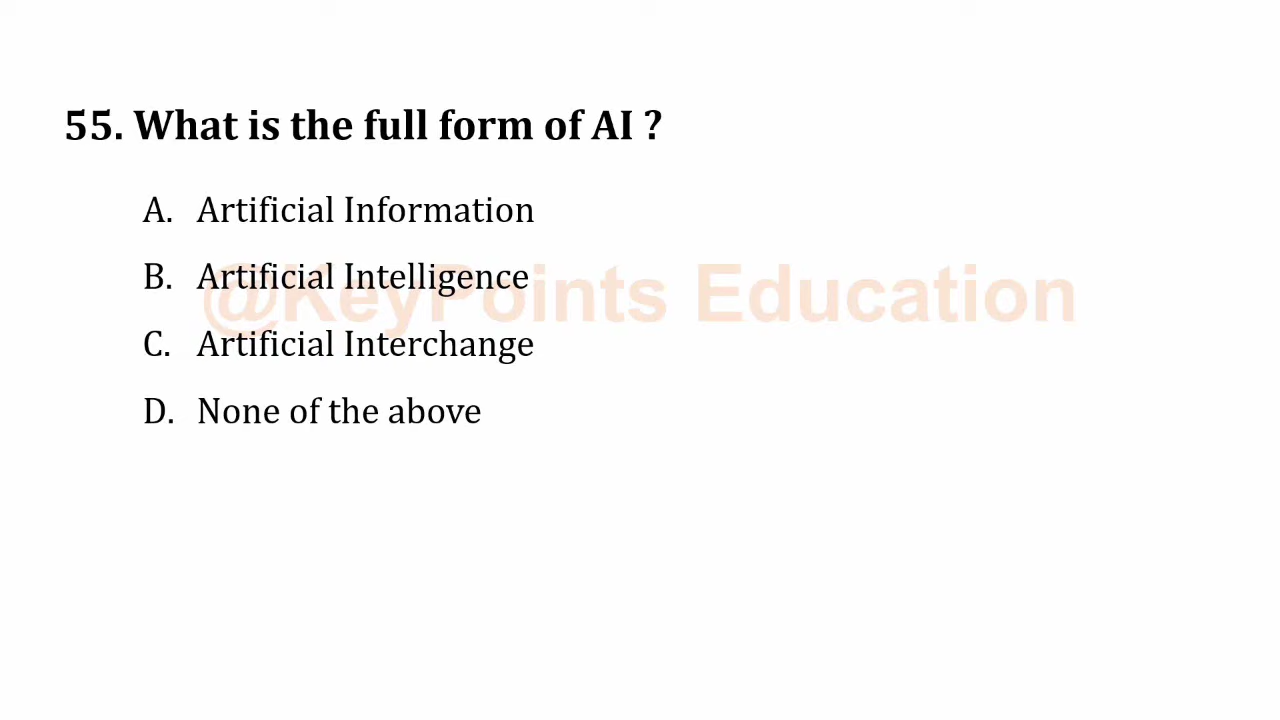 55. What is the full form of AI ?
A. Artificial Information
B. Artificial Intelligence
@KeyPoints Education
C. Artificial Interchange
D. None of the above